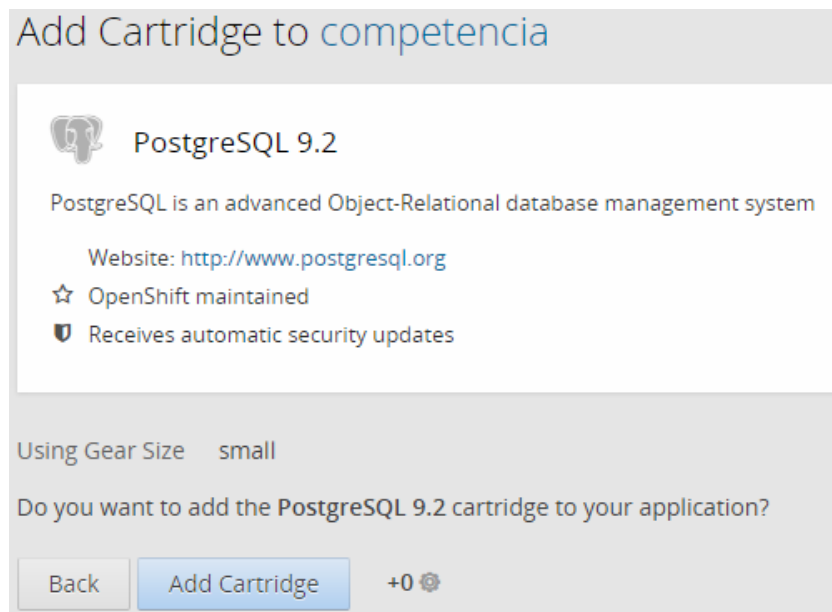 Add Cartridge to competencia
PostgreSQL 9.2
PostgreSQL is an advanced Object-Relational database management system
Website: http://www.postgresql.org
OpenShift maintained
Receives automatic security updates
Using Gear Size small
Do you want to add the PostgreSQL 9.2 cartridge to your application?
Back Add Cartridge +0